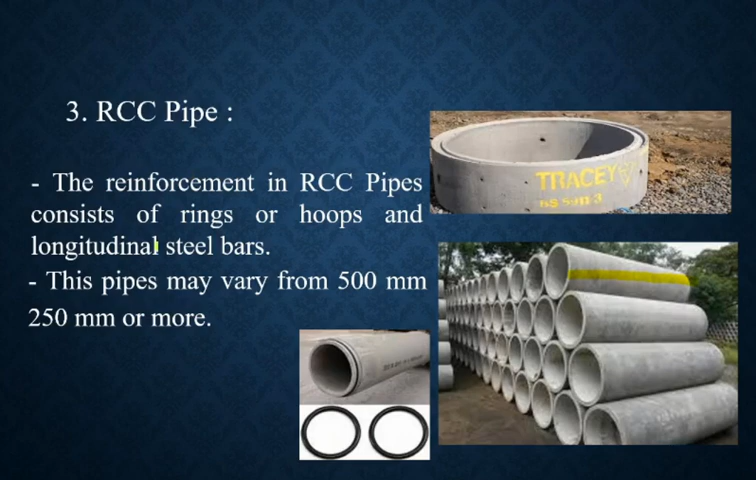 3. RCC Pipe :
- The reinforcement in RCC Pipes
consists of rings or hoops and
longitudinal steel bars.
- This pipes may vary from 500 mm
250 mm or more.
TRACEY